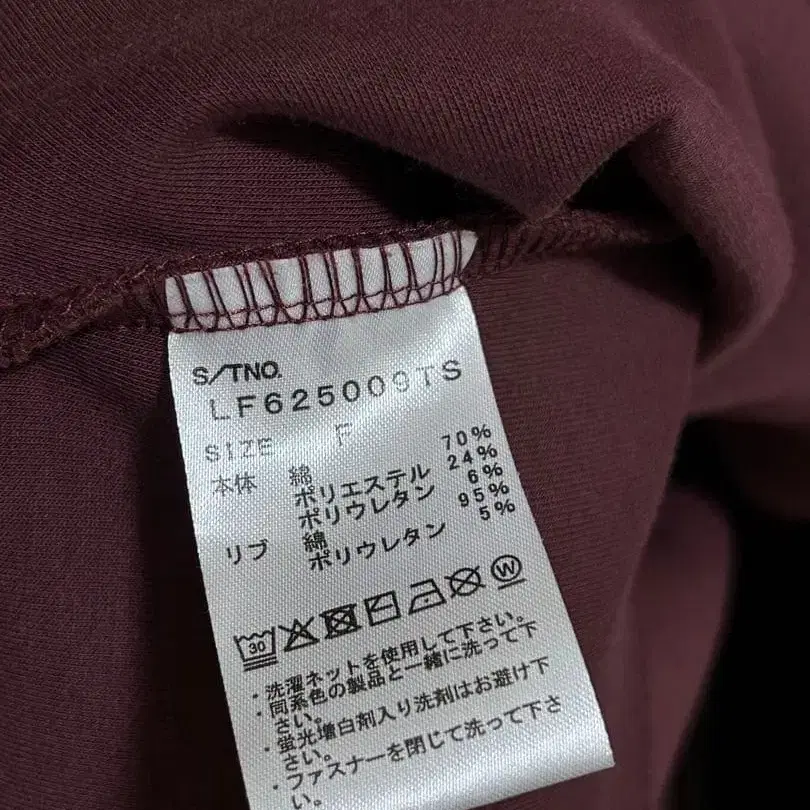 S/TNO.
LF625009TS
SIZE F
本体 綿 70%
ポリエステル 24%
ポリウレタン 6%
リブ 綿 95%
ポリウレタン 5%
30
W
・洗濯ネットを使用して下さい。
・同系色の製品と一緒に洗って下
さい。
・蛍光増白剤入り洗剤はお避け下
さい。
・ファスナーを閉じて洗って下さ
い。